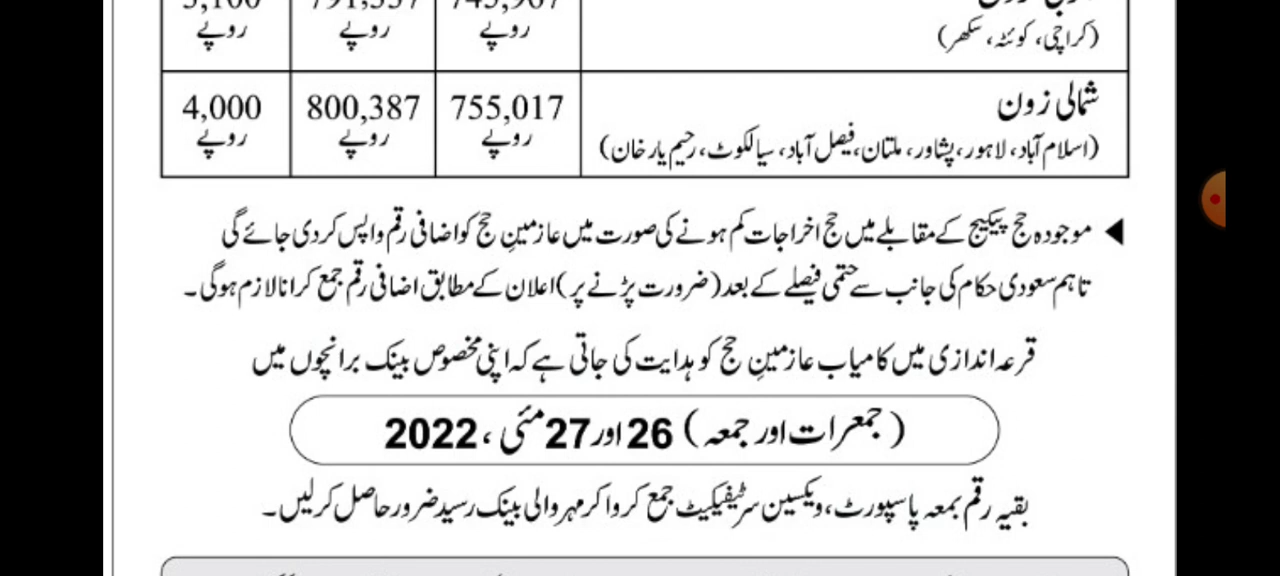 (کراچی، کوئٹہ، سکھر) روپے روپے روپے
شمالی زون 755,017 800,387 4,000
(اسلام آباد، لاہور، پشاور، ملتان، فیصل آباد، سیالکوٹ، رحیم یار خان) روپے روپے روپے
موجودہ حج پیکیج کے مقابلے میں حج اخراجات کم ہونے کی صورت میں عازمینِ حج کو اضافی رقم واپس کر دی جائے گی
تاہم سعودی حکام کی جانب سے حتمی فیصلے کے بعد (ضرورت پڑنے پر) اعلان کے مطابق اضافی رقم جمع کرانا لازم ہوگی۔
قرعہ اندازی میں کامیاب عازمینِ حج کو ہدایت کی جاتی ہے کہ اپنی مخصوص بینک برانچوں میں
(جمعرات اور جمعہ) 26 اور 27 مئی، 2022
بقیہ رقم بمعہ پاسپورٹ، ویکسین سرٹیفیکیٹ جمع کروا کر مہر والی بینک رسید ضرور حاصل کر لیں۔